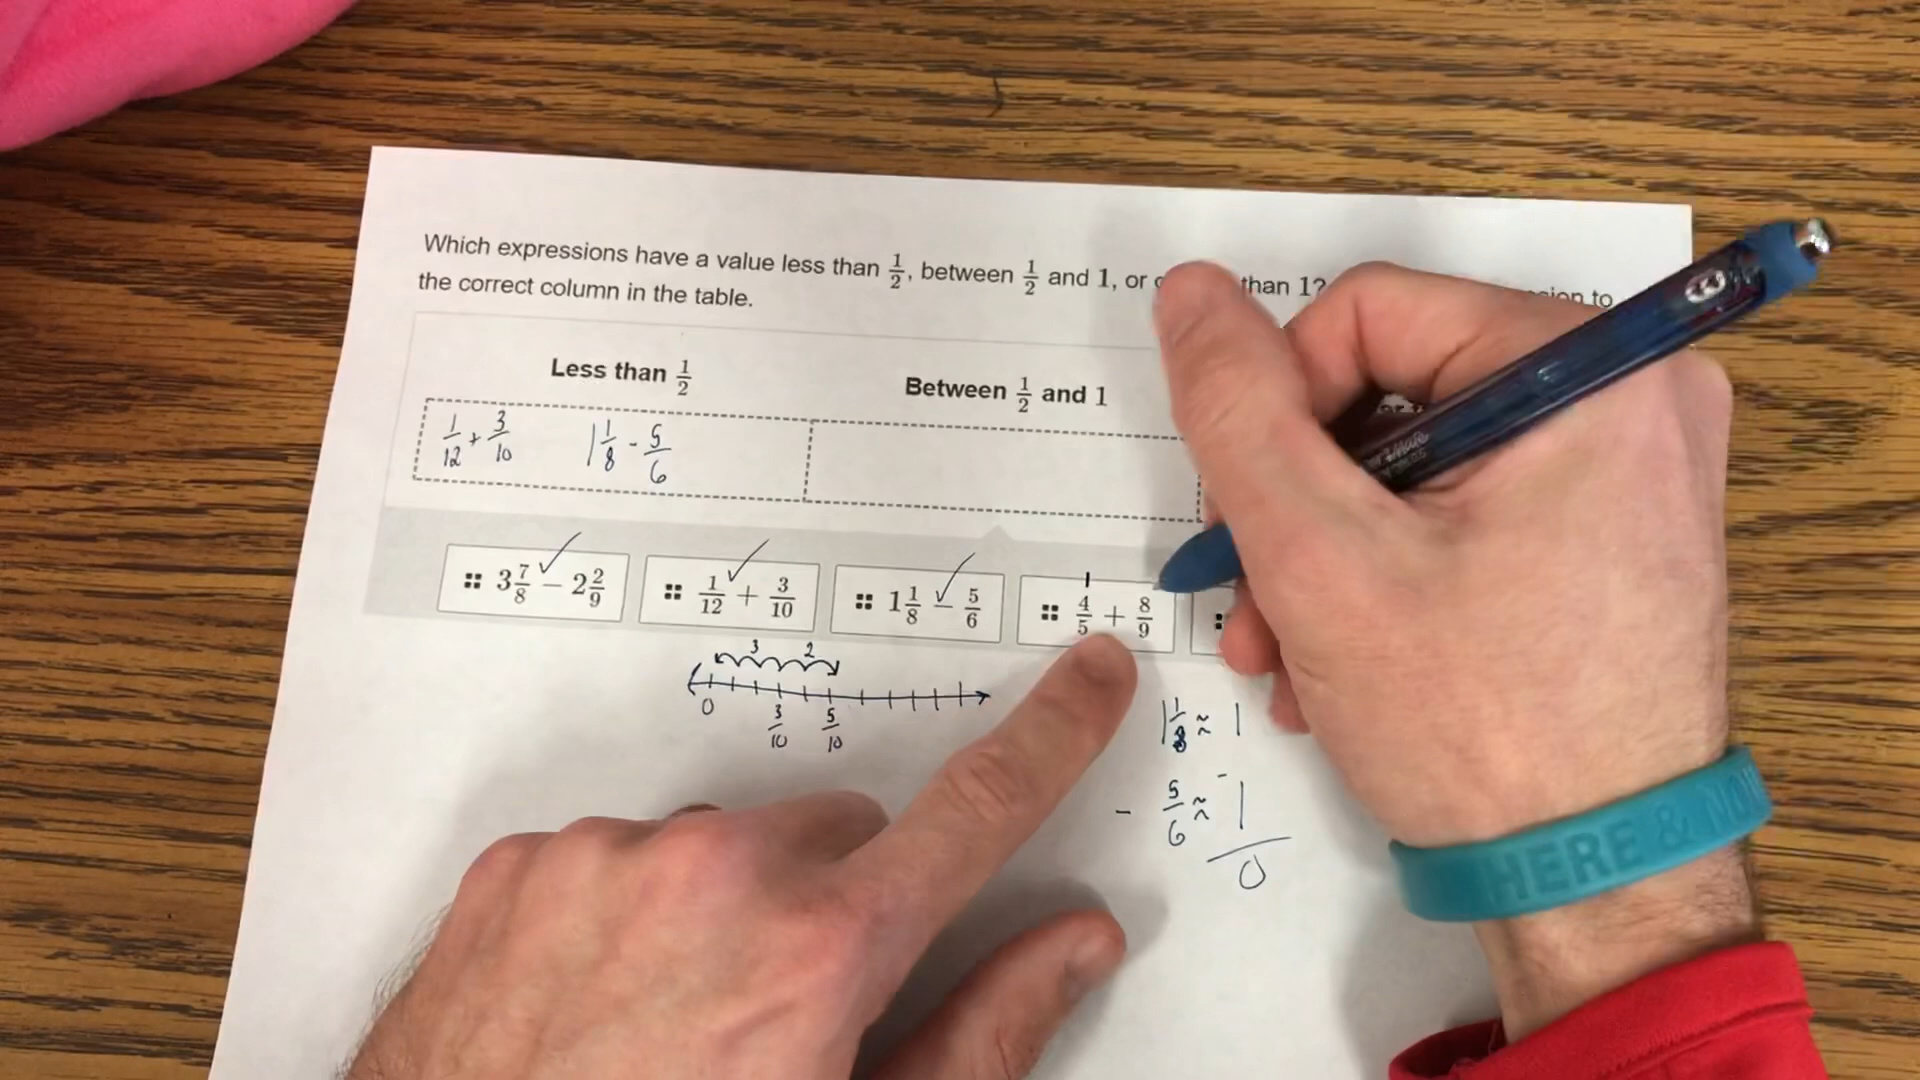 Which expressions have a value less than 1/2, between 1/2 and 1, or than 1? to
the correct column in the table.
Less than 1/2
Between 1/2 and 1
1/12 + 3/10
1 1/8 - 5/6
3 7/8 − 2 2/9
1/12 + 3/10
1 1/8 − 5/6
1
4/5 + 8/9
3 2
0 3/10 5/10
1 1/8 ≈ 1
- 5/6 ≈ -1
0
HERE & NOW